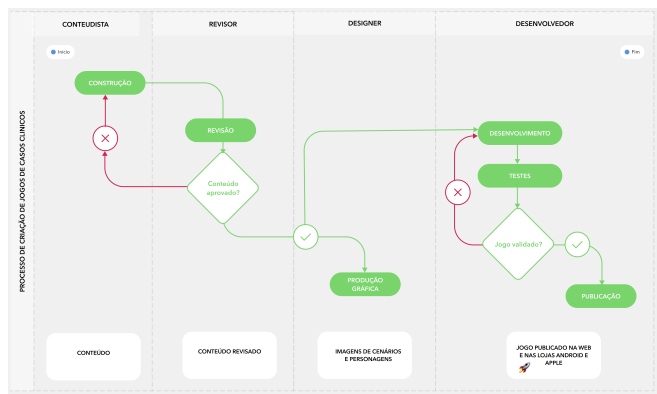 CONTEUDISTA
REVISOR
DESIGNER
DESENVOLVEDOR
Início
Fim
PROCESSO DE CRIAÇÃO DE JOGOS DE CASOS CLINICOS
CONSTRUÇÃO
REVISÃO
Conteúdo
aprovado?
PRODUÇÃO
GRÁFICA
DESENVOLVIMENTO
TESTES
Jogo validado?
PUBLICAÇÃO
CONTEÚDO
CONTEÚDO REVISADO
IMAGENS DE CENÁRIOS
E PERSONAGENS
JOGO PUBLICADO NA WEB
E NAS LOJAS ANDROID E
APPLE